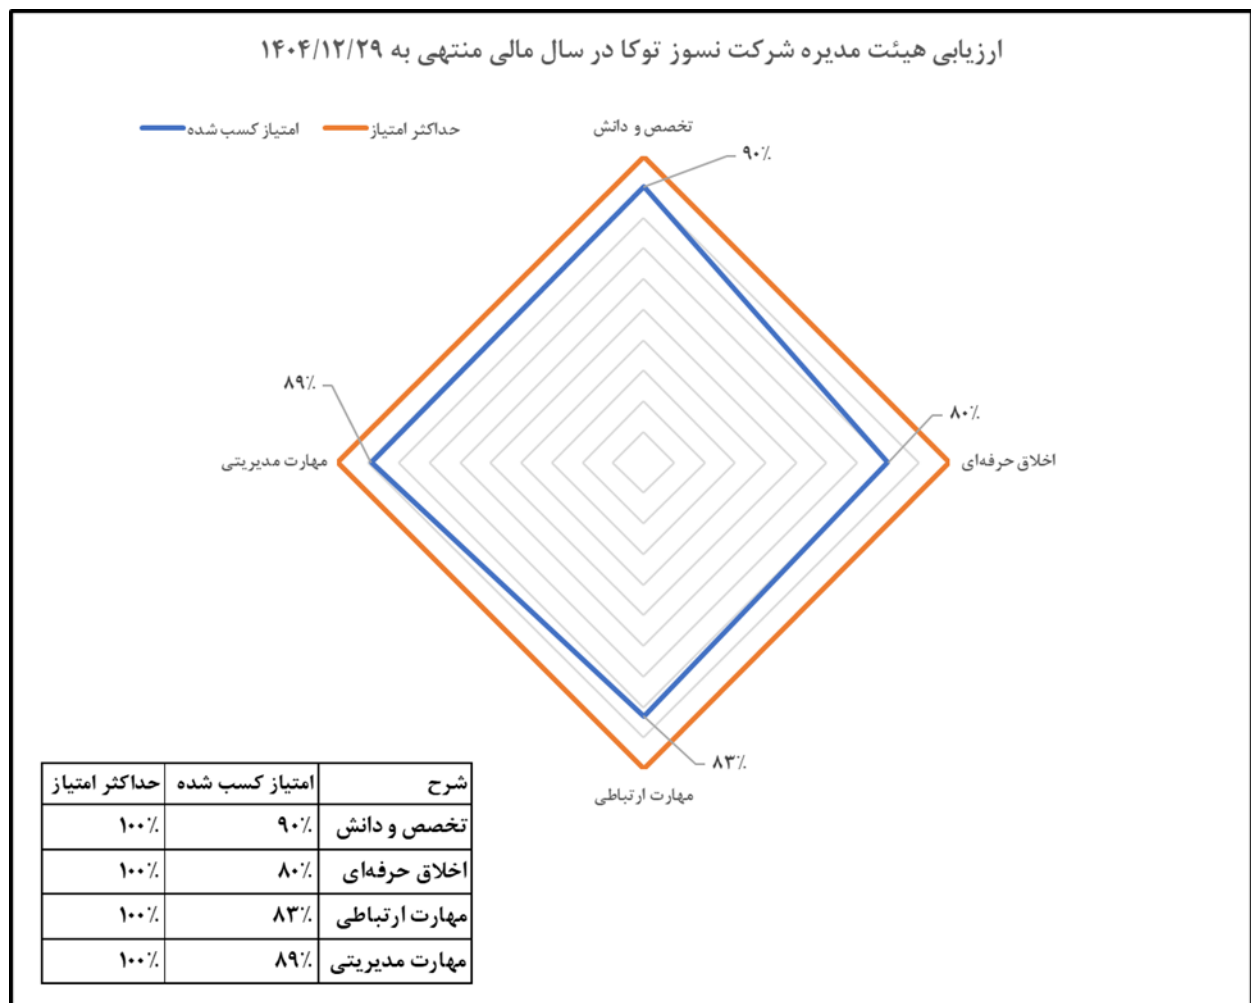 ارزیابی هیئت مدیره شرکت نسوز توکا در سال مالی منتهی به ۱۴۰۴/۱۲/۲۹
حداکثر امتیاز امتیاز کسب شده
تخصص و دانش
۹۰٪
۸۰٪
اخلاق حرفه‌ای
۸۹٪
مهارت مدیریتی
۸۳٪
مهارت ارتباطی
شرح امتیاز کسب شده حداکثر امتیاز
تخصص و دانش ۹۰٪ ۱۰۰٪
اخلاق حرفه‌ای ۸۰٪ ۱۰۰٪
مهارت ارتباطی ۸۳٪ ۱۰۰٪
مهارت مدیریتی ۸۹٪ ۱۰۰٪